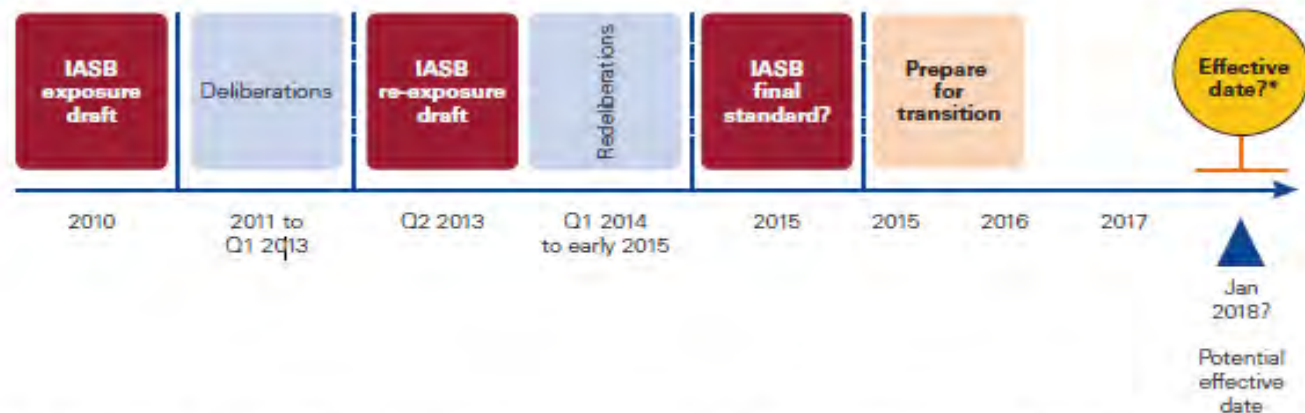 IASB
exposure
draft
Deliberations
IASB
re-exposure
draft
Redeliberations
IASB
final
standard?
Prepare
for
transition
Effective
date?*
2010
2011 to
Q1 2013
Q2 2013
Q1 2014
to early 2015
2015
2015
2016
2017
Jan
2018?
Potential
effective
date